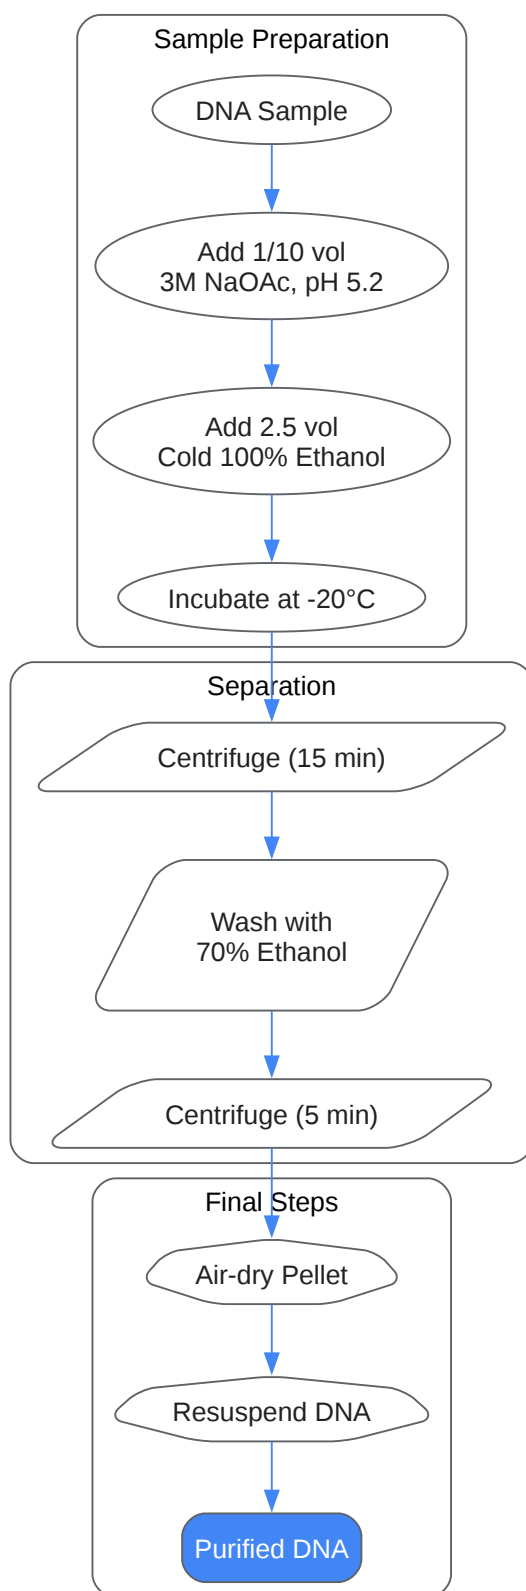 Sample Preparation
DNA Sample
Add 1/10 vol
3M NaOAc, pH 5.2
Add 2.5 vol
Cold 100% Ethanol
Incubate at -20°C
Separation
Centrifuge (15 min)
Wash with
70% Ethanol
Centrifuge (5 min)
Final Steps
Air-dry Pellet
Resuspend DNA
Purified DNA